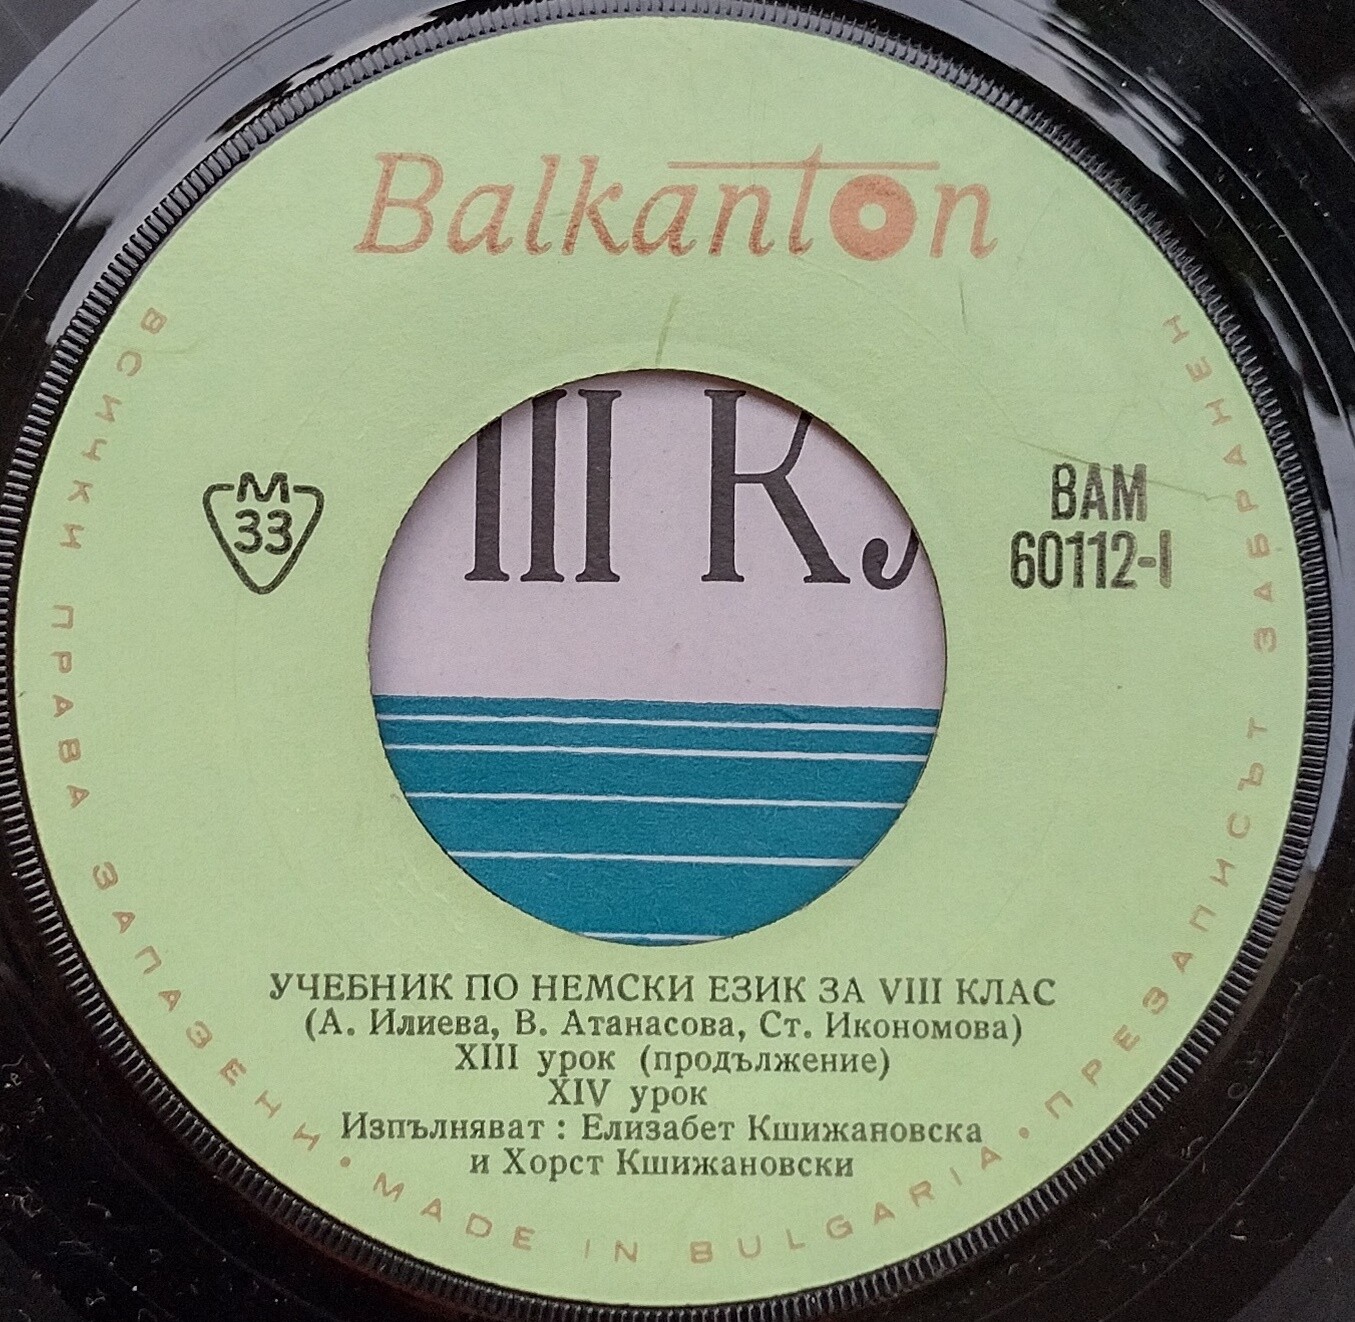 Balkanton
III КЛ
M
33
ВАМ
60112-I
УЧЕБНИК ПО НЕМСКИ ЕЗИК ЗА VIII КЛАС
(А. Илиева, В. Атанасова, Ст. Икономова)
XIII урок (продължение)
XIV урок
Изпълняват : Елизабет Кшижановска
и Хорст Кшижановски
ВСИЧКИ ПРАВА ЗАПАЗЕНИ • MADE IN BULGARIA • ПРЕЗАПИСЪТ ЗАБРАНЕН